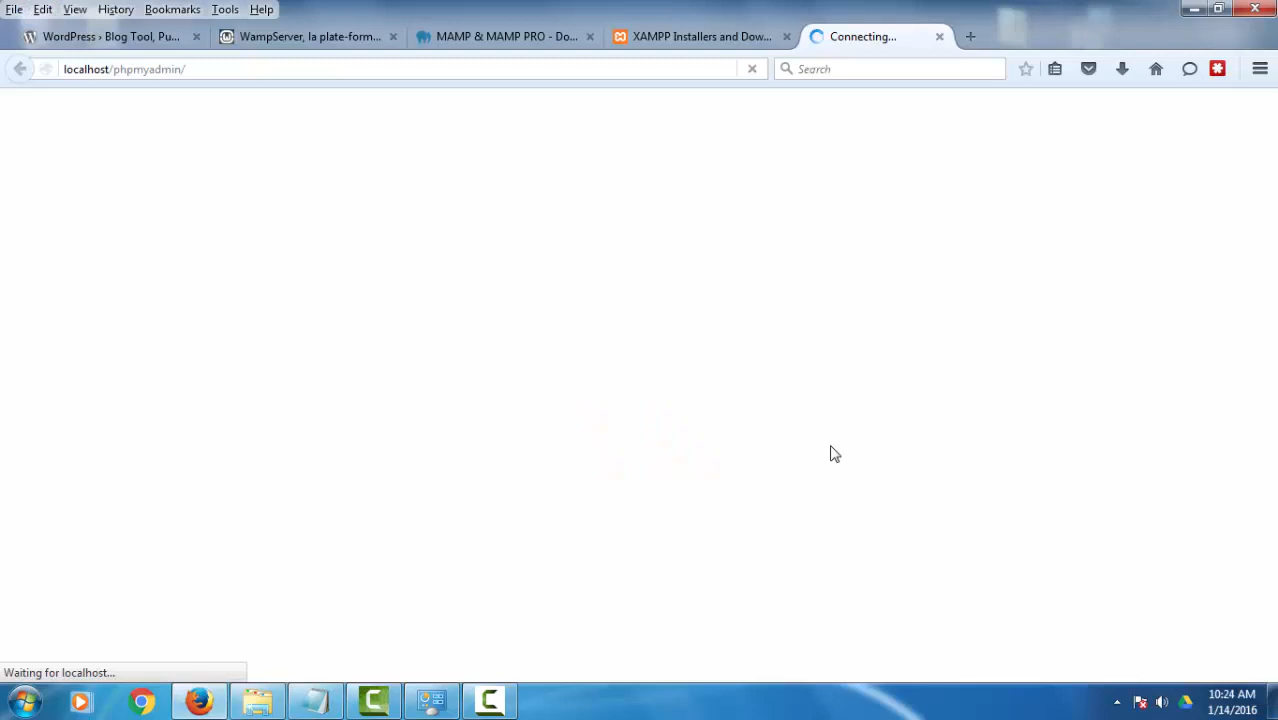 File Edit View History Bookmarks Tools Help
WordPress › Blog Tool, Pu... WampServer, la plate-form... MAMP & MAMP PRO - Do... XAMPP Installers and Dow... Connecting...
localhost/phpmyadmin/ Search
Waiting for localhost...
10:24 AM
1/14/2016